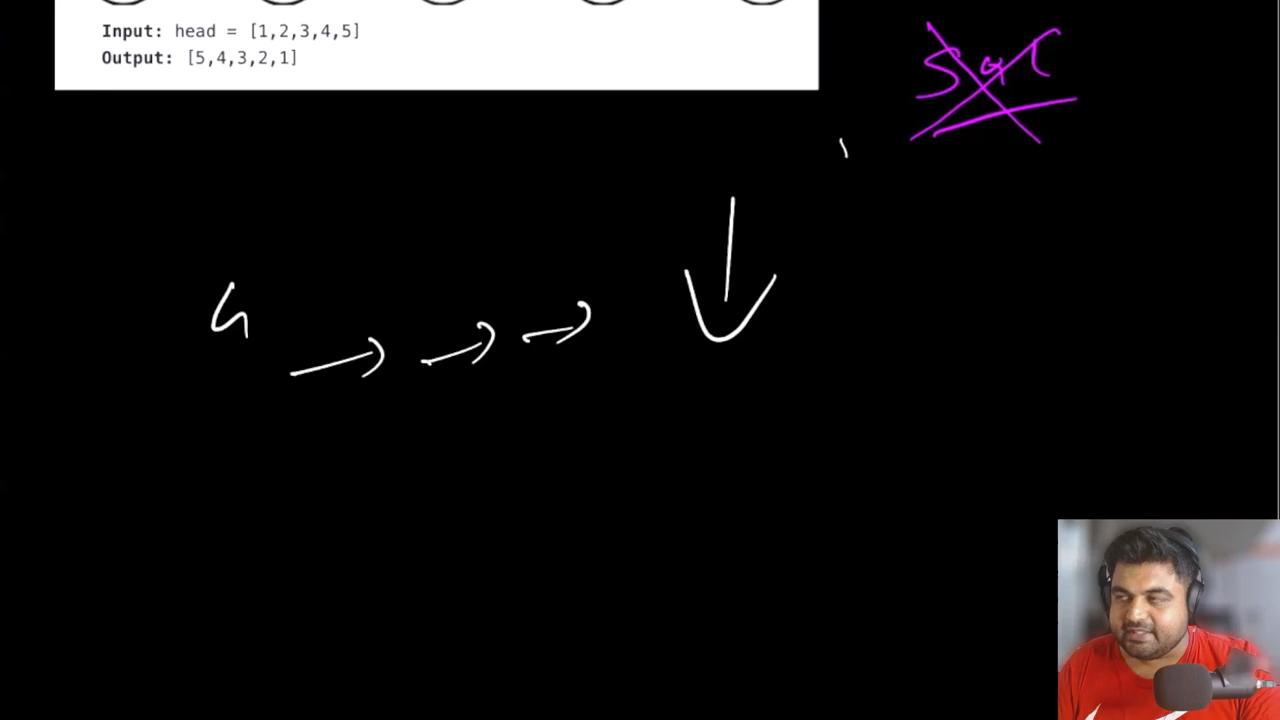 Input: head = [1,2,3,4,5]
Output: [5,4,3,2,1]